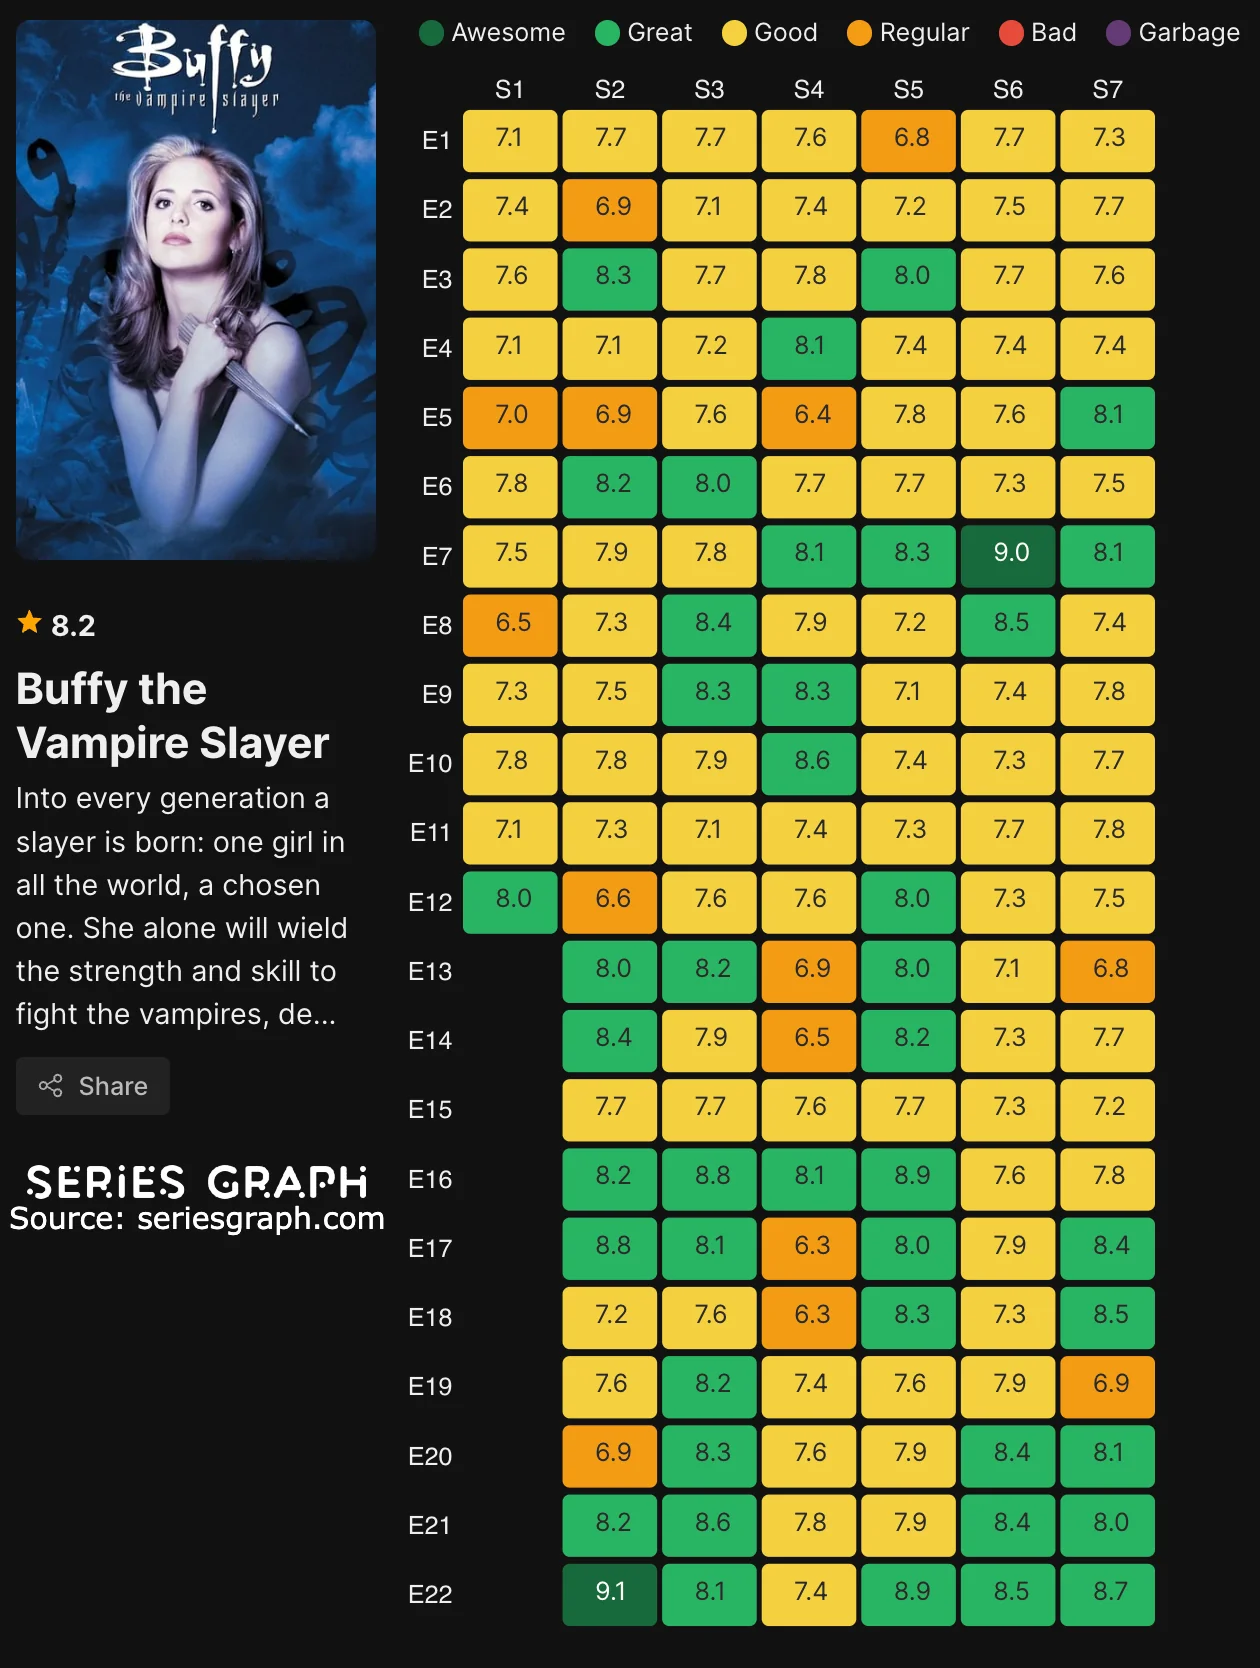 Buffy
the vampire slayer
Awesome Great Good Regular Bad Garbage
S1 S2 S3 S4 S5 S6 S7
E1 7.1 7.7 7.7 7.6 6.8 7.7 7.3
E2 7.4 6.9 7.1 7.4 7.2 7.5 7.7
E3 7.6 8.3 7.7 7.8 8.0 7.7 7.6
E4 7.1 7.1 7.2 8.1 7.4 7.4 7.4
E5 7.0 6.9 7.6 6.4 7.8 7.6 8.1
E6 7.8 8.2 8.0 7.7 7.7 7.3 7.5
E7 7.5 7.9 7.8 8.1 8.3 9.0 8.1
E8 6.5 7.3 8.4 7.9 7.2 8.5 7.4
E9 7.3 7.5 8.3 8.3 7.1 7.4 7.8
E10 7.8 7.8 7.9 8.6 7.4 7.3 7.7
E11 7.1 7.3 7.1 7.4 7.3 7.7 7.8
E12 8.0 6.6 7.6 7.6 8.0 7.3 7.5
E13 8.0 8.2 6.9 8.0 7.1 6.8
E14 8.4 7.9 6.5 8.2 7.3 7.7
E15 7.7 7.7 7.6 7.7 7.3 7.2
E16 8.2 8.8 8.1 8.9 7.6 7.8
E17 8.8 8.1 6.3 8.0 7.9 8.4
E18 7.2 7.6 6.3 8.3 7.3 8.5
E19 7.6 8.2 7.4 7.6 7.9 6.9
E20 6.9 8.3 7.6 7.9 8.4 8.1
E21 8.2 8.6 7.8 7.9 8.4 8.0
E22 9.1 8.1 7.4 8.9 8.5 8.7
8.2
Buffy the
Vampire Slayer
Into every generation a
slayer is born: one girl in
all the world, a chosen
one. She alone will wield
the strength and skill to
fight the vampires, de...
Share
SERIES GRAPH
Source: seriesgraph.com